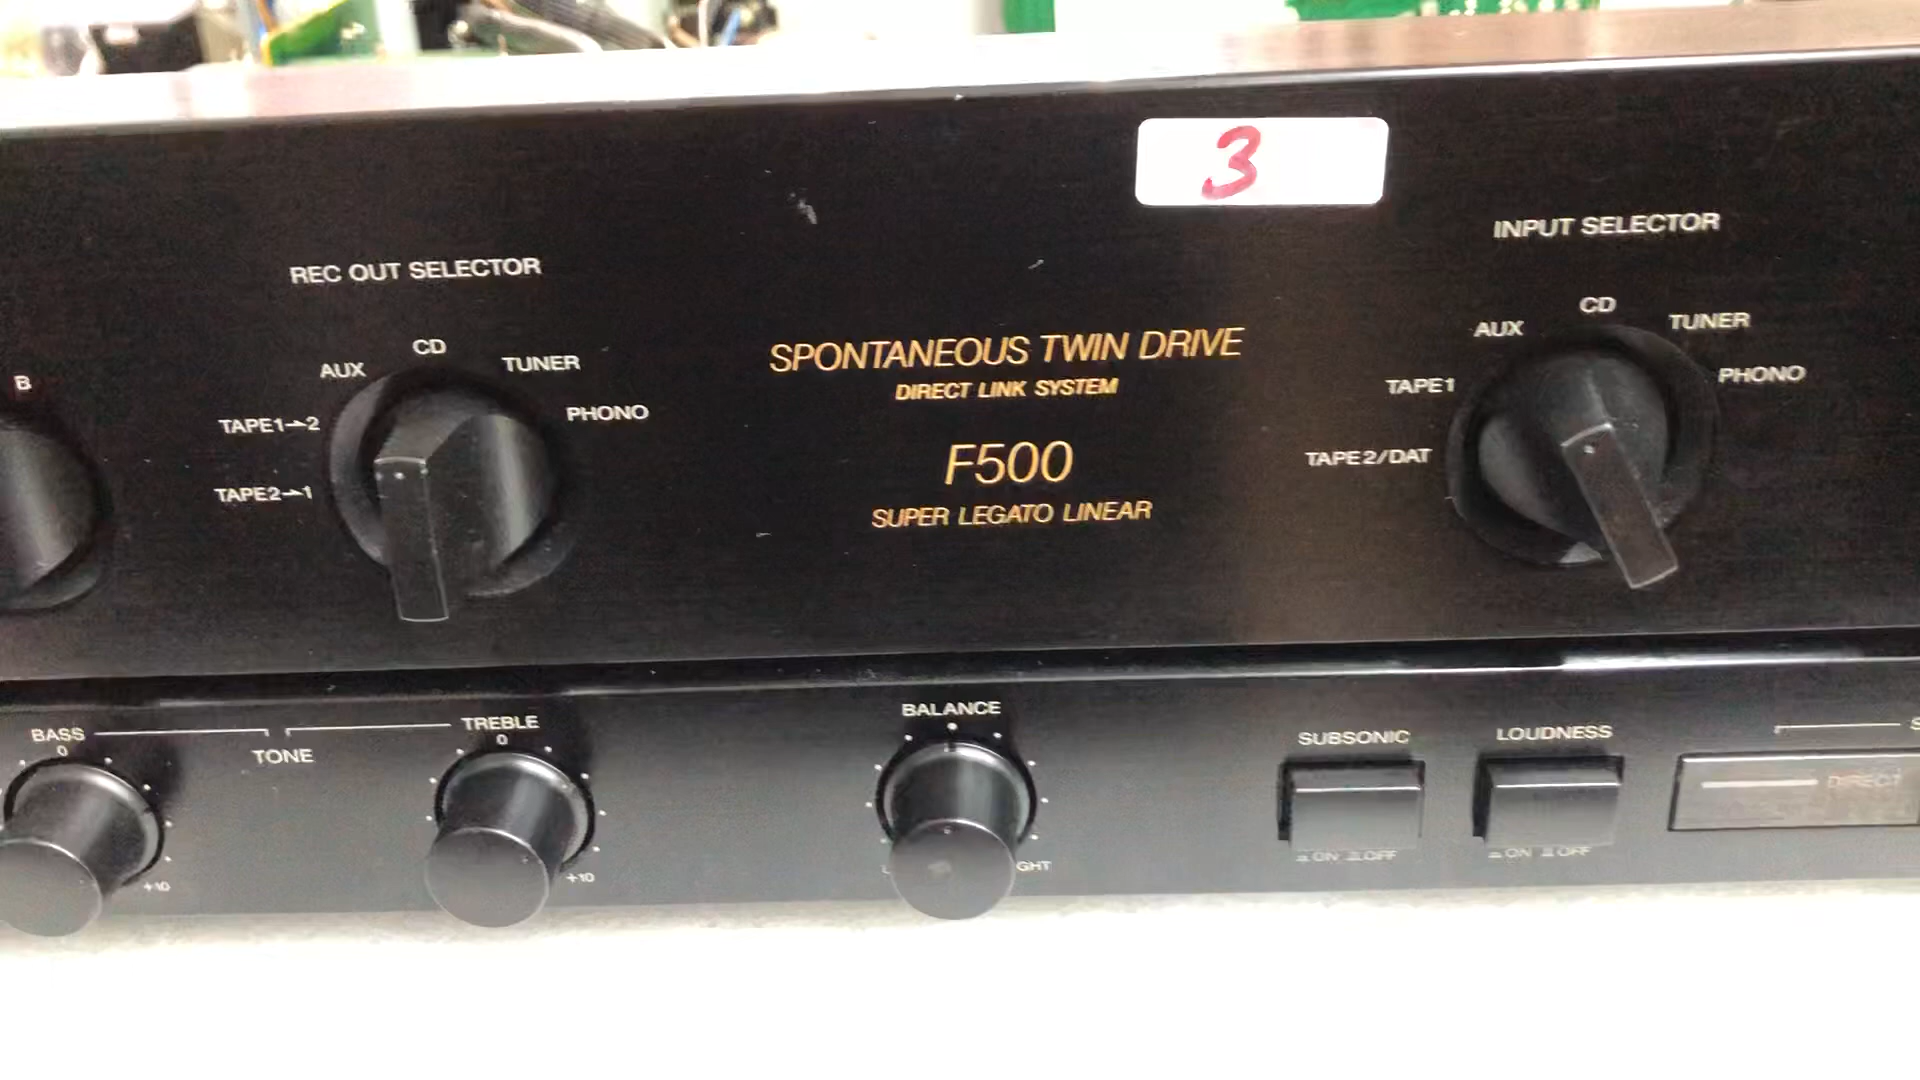 3
INPUT SELECTOR
REC OUT SELECTOR
CD
AUX
TUNER
TAPE1
PHONO
TAPE2/DAT
B
CD
AUX
TUNER
TAPE1→2
PHONO
TAPE2→1
SPONTANEOUS TWIN DRIVE
DIRECT LINK SYSTEM
F500
SUPER LEGATO LINEAR
BASS
0
TONE
TREBLE
0
BALANCE
SUBSONIC
LOUDNESS
DIRECT
+10
+10
GHT
ON OFF
ON OFF